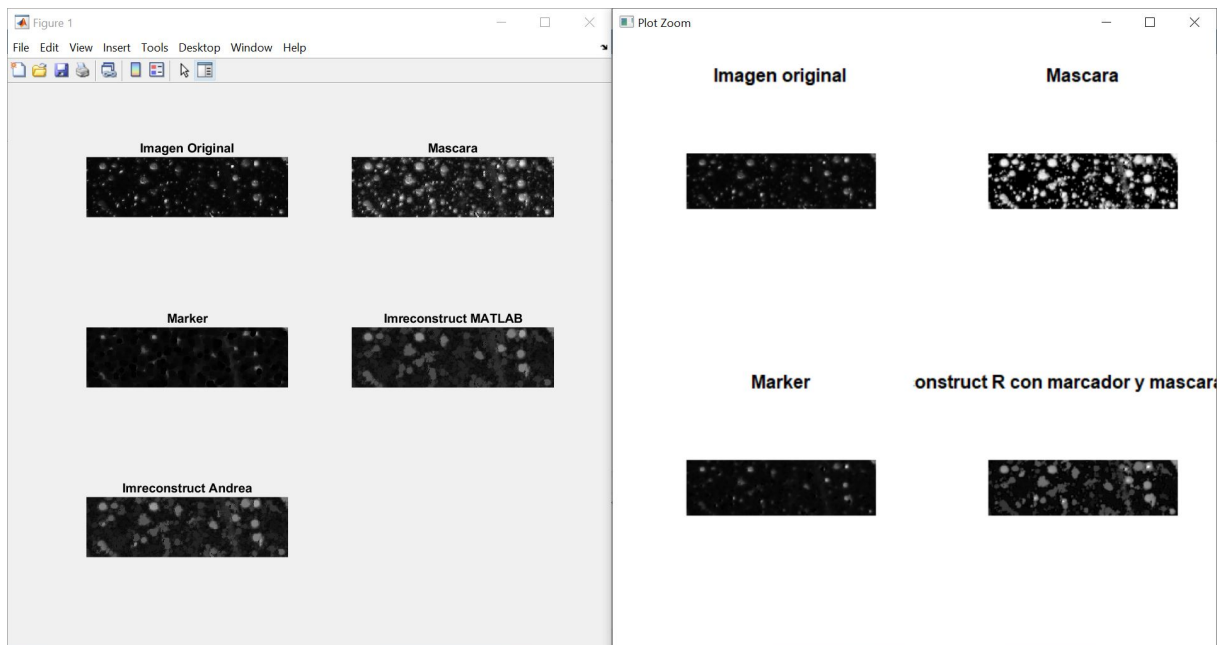 Figure 1
File Edit View Insert Tools Desktop Window Help
Imagen Original
Mascara
Marker
Imreconstruct MATLAB
Imreconstruct Andrea
Plot Zoom
Imagen original
Mascara
Marker
onstruct R con marcador y mascara